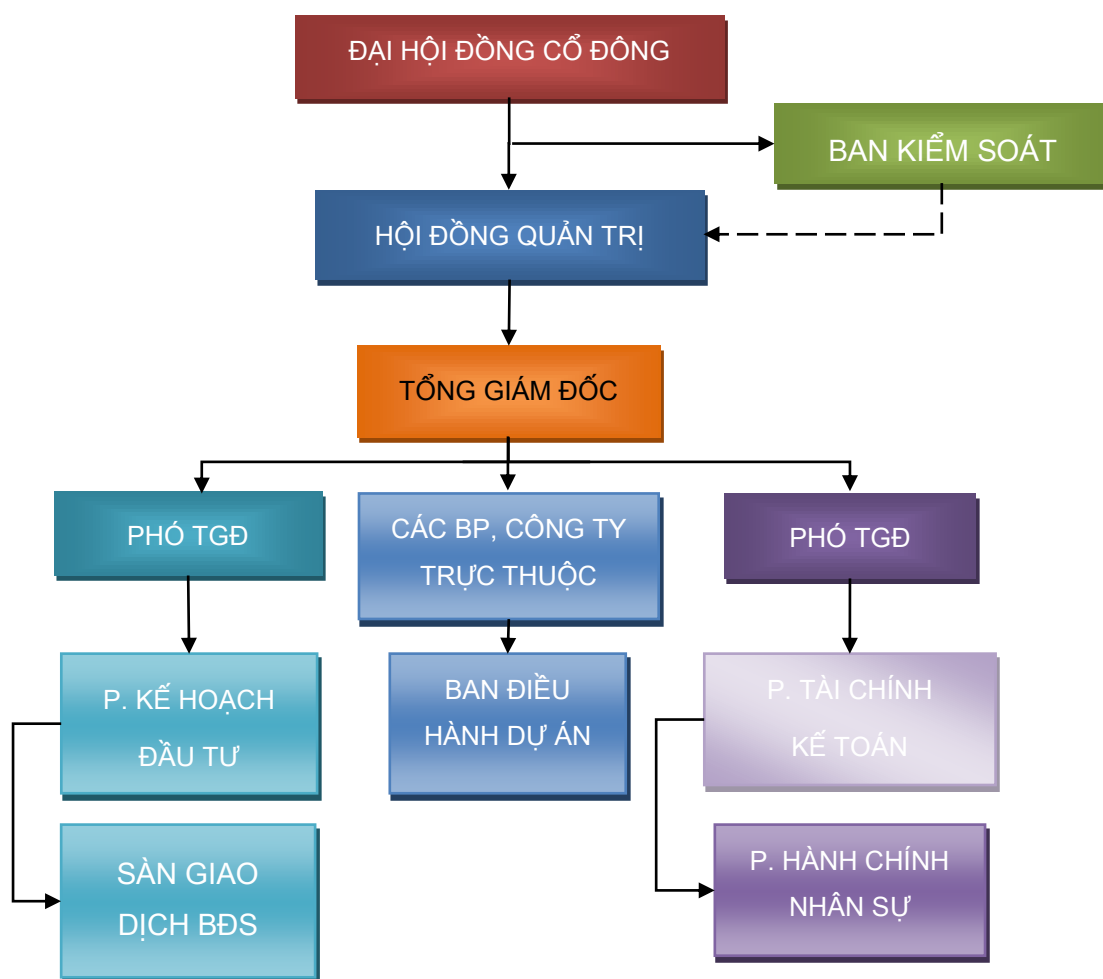 ĐẠI HỘI ĐỒNG CỔ ĐÔNG
BAN KIỂM SOÁT
HỘI ĐỒNG QUẢN TRỊ
TỔNG GIÁM ĐỐC
PHÓ TGĐ
CÁC BP, CÔNG TY
TRỰC THUỘC
PHÓ TGĐ
P. KẾ HOẠCH
ĐẦU TƯ
BAN ĐIỀU
HÀNH DỰ ÁN
P. TÀI CHÍNH
KẾ TOÁN
SÀN GIAO
DỊCH BĐS
P. HÀNH CHÍNH
NHÂN SỰ